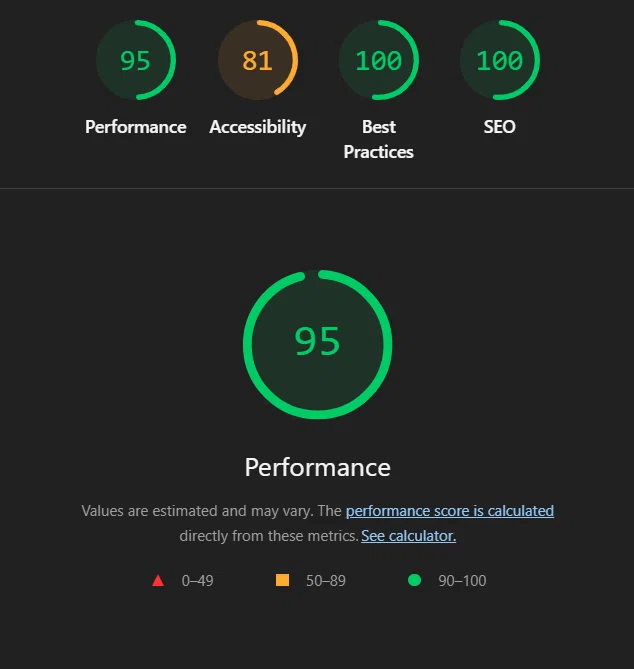 95
81
100
100
Performance
Accessibility
Best
Practices
SEO
95
Performance
Values are estimated and may vary. The performance score is calculated
directly from these metrics. See calculator.
0–49
50–89
90–100